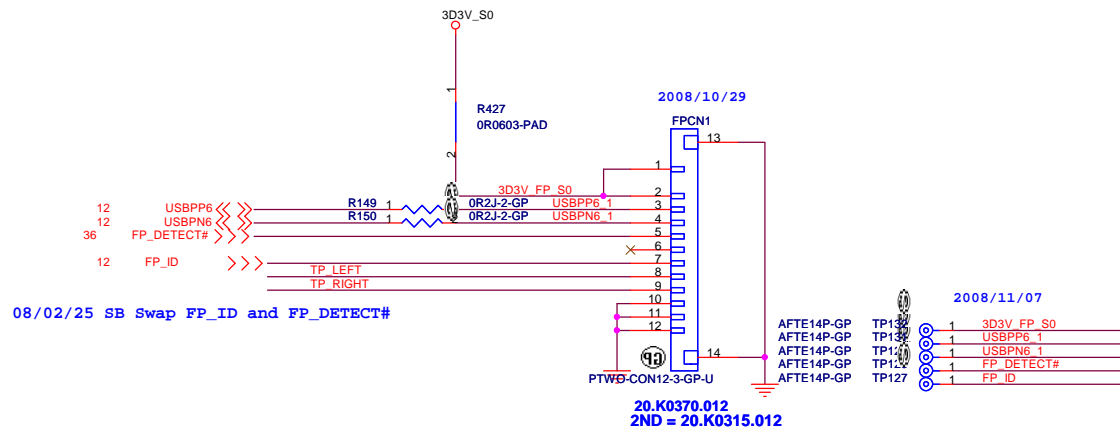 3D3V_S0
1
R427
0R0603-PAD
2
2008/10/29
FPCN1
13
1
3D3V_FP_S0
2
12
USBPP6
R149
1
0R2J-2-GP
USBPP6_1
3
12
USBPN6
R150
1
0R2J-2-GP
USBPN6_1
4
36
FP_DETECT#
5
6
12
FP_ID
7
TP_LEFT
8
TP_RIGHT
9
10
11
12
08/02/25 SB Swap FP_ID and FP_DETECT#
GP
14
PTWO-CON12-3-GP-U
20.K0370.012
2ND = 20.K0315.012
2008/11/07
AFTE14P-GP
1
3D3V_FP_S0
AFTE14P-GP
1
USBPP6_1
AFTE14P-GP
1
USBPN6_1
AFTE14P-GP
1
FP_DETECT#
AFTE14P-GP
TP127
1
FP_ID